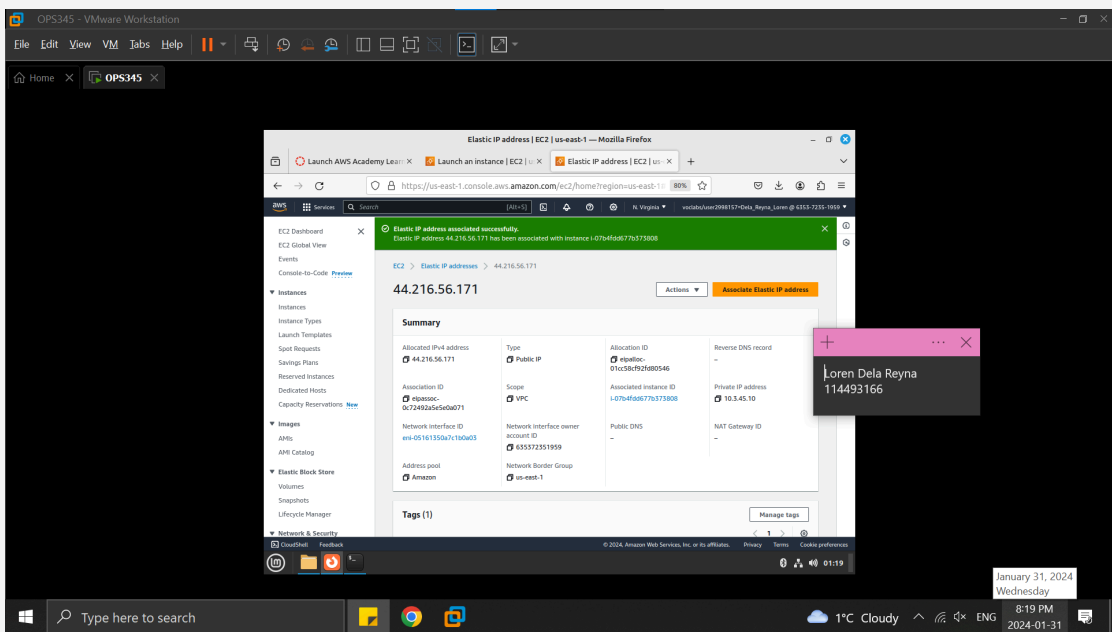 OPS345 - VMware Workstation
File Edit View VM Tabs Help
Home
OPS345
Elastic IP address | EC2 | us-east-1 — Mozilla Firefox
Launch AWS Academy Lear
Launch an instance | EC2 | u
Elastic IP address | EC2 | us-
https://us-east-1.console.aws.amazon.com/ec2/home?region=us-east-1
80%
aws Services Search [Alt+S] N. Virginia
EC2 Dashboard
EC2 Global View
Events
Console-to-Code Preview
Instances
Instances
Instance Types
Launch Templates
Spot Requests
Savings Plans
Reserved Instances
Dedicated Hosts
Capacity Reservations New
Images
AMIs
AMI Catalog
Elastic Block Store
Volumes
Snapshots
Lifecycle Manager
Network & Security
Elastic IP address associated successfully.
Elastic IP address 44.216.56.171 has been associated with instance i-07b4fdd677b373808
EC2 > Elastic IP addresses > 44.216.56.171
44.216.56.171
Actions
Associate Elastic IP address
Summary
Allocated IPv4 address
44.216.56.171
Type
Public IP
Allocation ID
eipalloc-
01cc58cf92fd80546
Reverse DNS record
–
Association ID
eipassoc-
0c72492a5e5e0a071
Scope
VPC
Associated instance ID
i-07b4fdd677b373808
Private IP address
10.3.45.10
Network interface ID
eni-05161350a7c1b0a03
Network interface owner
account ID
635372351959
Public DNS
–
NAT Gateway ID
–
Address pool
Amazon
Network Border Group
us-east-1
Tags (1)
Manage tags
1
CloudShell Feedback
© 2024, Amazon Web Services, Inc. or its affiliates. Privacy Terms Cookie preferences
01:19
Loren Dela Reyna
114493166
January 31, 2024
Wednesday
Type here to search
1°C Cloudy
ENG
8:19 PM
2024-01-31